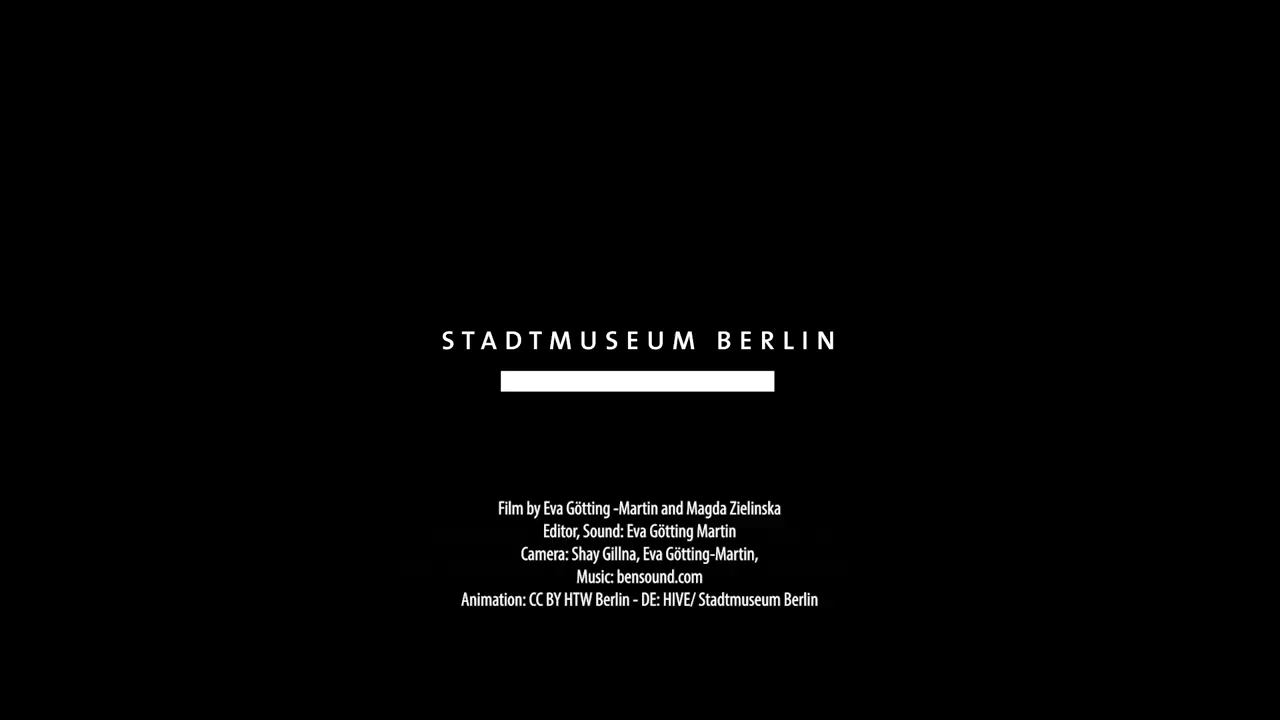 STADTMUSEUM BERLIN
Film by Eva Götting -Martin and Magda Zielinska
Editor, Sound: Eva Götting Martin
Camera: Shay Gillna, Eva Götting-Martin,
Music: bensound.com
Animation: CC BY HTW Berlin - DE: HIVE/ Stadtmuseum Berlin